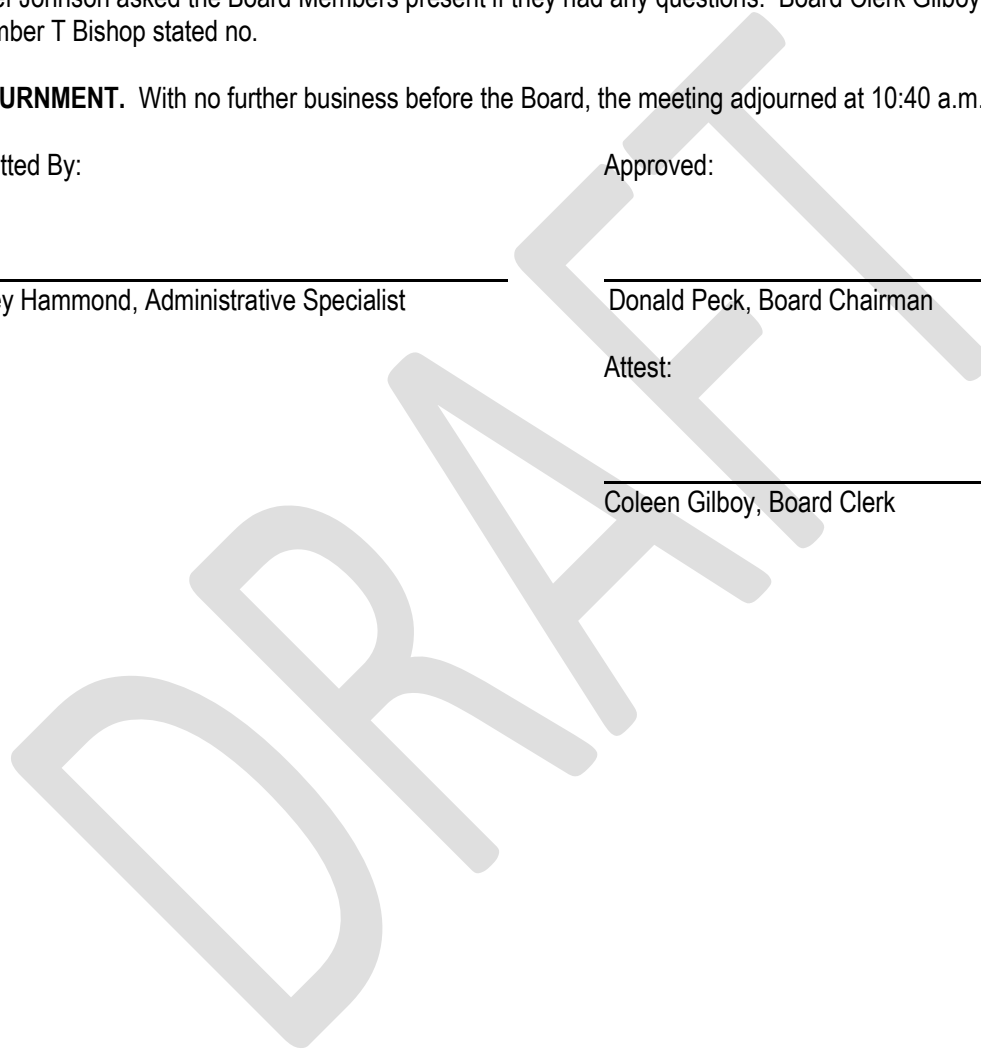 er Johnson asked the Board Members present if they had any questions. Board Clerk Gilboy
mber T Bishop stated no.
URNMENT. With no further business before the Board, the meeting adjourned at 10:40 a.m.
tted By: Approved:
y Hammond, Administrative Specialist Donald Peck, Board Chairman
Attest:
Coleen Gilboy, Board Clerk
DRAFT